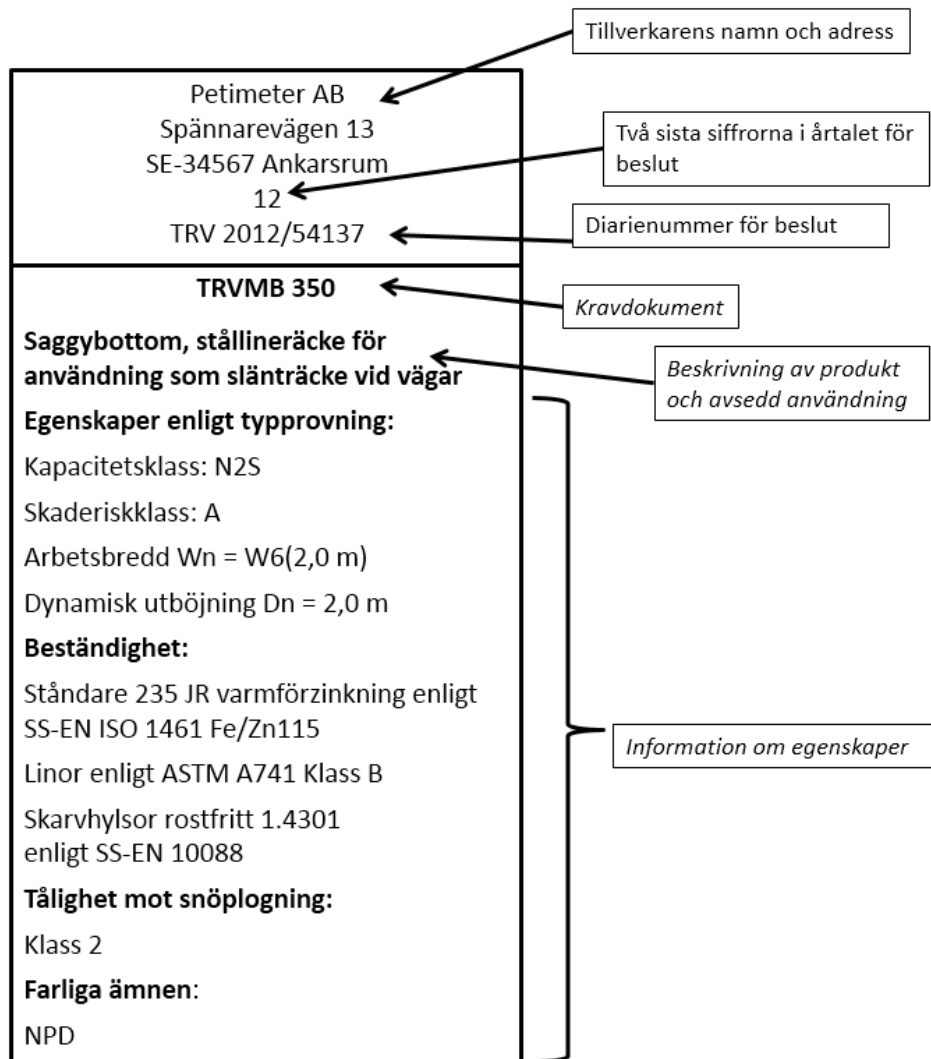 Tillverkarens namn och adress
Petimeter AB
Spännarevägen 13
SE-34567 Ankarsrum
12
TRV 2012/54137
Två sista siffrorna i årtalet för
beslut
Diarienummer för beslut
TRVMB 350
Kravdokument
Saggybottom, stållineräcke för
användning som slänträcke vid vägar
Beskrivning av produkt
och avsedd användning
Egenskaper enligt typprovning:
Kapacitetsklass: N2S
Skaderiskklass: A
Arbetsbredd Wn = W6(2,0 m)
Dynamisk utböjning Dn = 2,0 m
Beständighet:
Ståndare 235 JR varmförzinkning enligt
SS-EN ISO 1461 Fe/Zn115
Linor enligt ASTM A741 Klass B
Skarvhylsor rostfritt 1.4301
enligt SS-EN 10088
Tålighet mot snöplogning:
Klass 2
Farliga ämnen:
NPD
Information om egenskaper